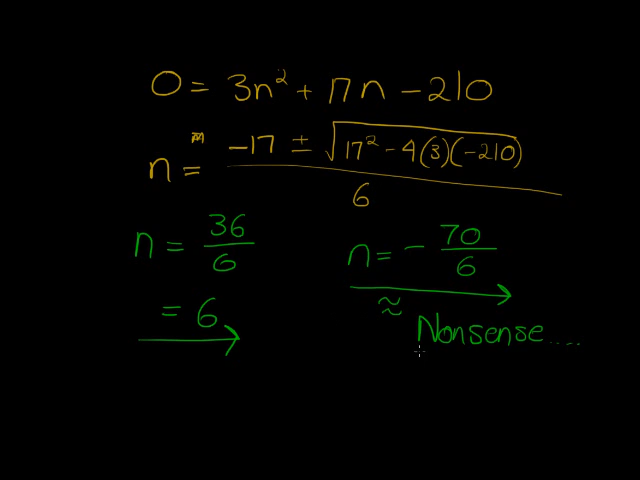 0 = 3n² + 17n - 210
n = -17 ± √17² - 4(3)(-210) / 6
n = 36/6
n = - 70/6
= 6
≈ Nonsense....